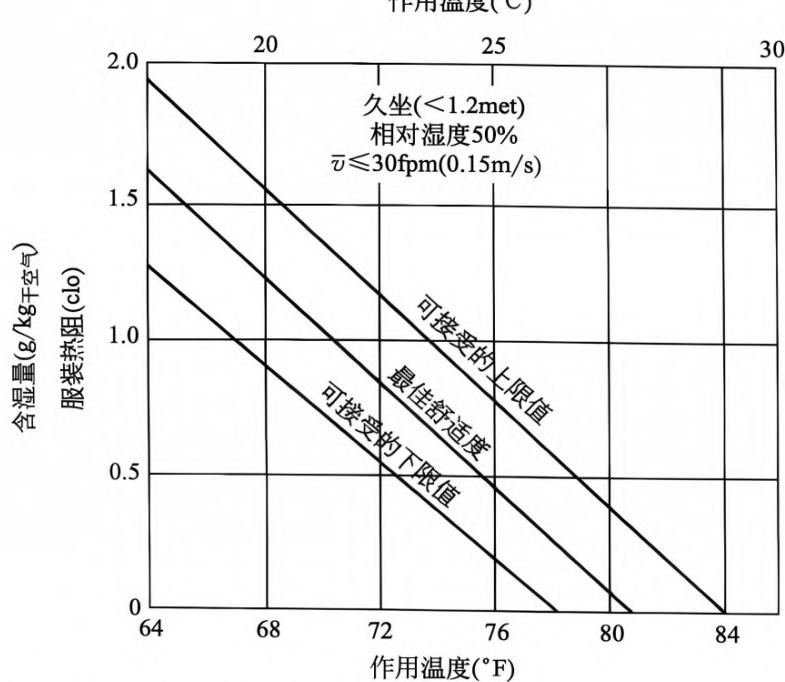 作用温度(℃)
20
25
30
2.0
久坐(<1.2met)
相对湿度50%
v̅≤30fpm(0.15m/s)
1.5
含湿量(g/kg干空气)
服装热阻(clo)
可接受的上限值
1.0
最佳舒适度
可接受的下限值
0.5
0
64
68
72
76
80
84
作用温度(°F)